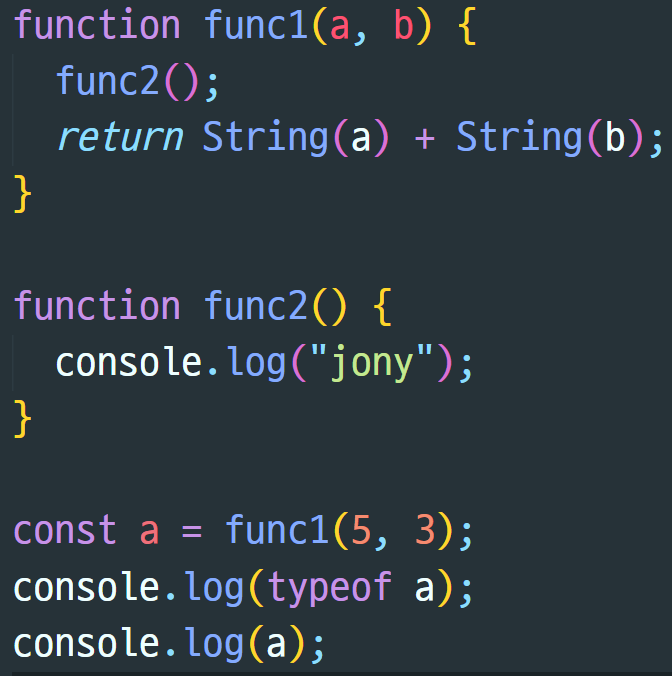 function func1(a, b) {
  func2();
  return String(a) + String(b);
}

function func2() {
  console.log("jony");
}

const a = func1(5, 3);
console.log(typeof a);
console.log(a);